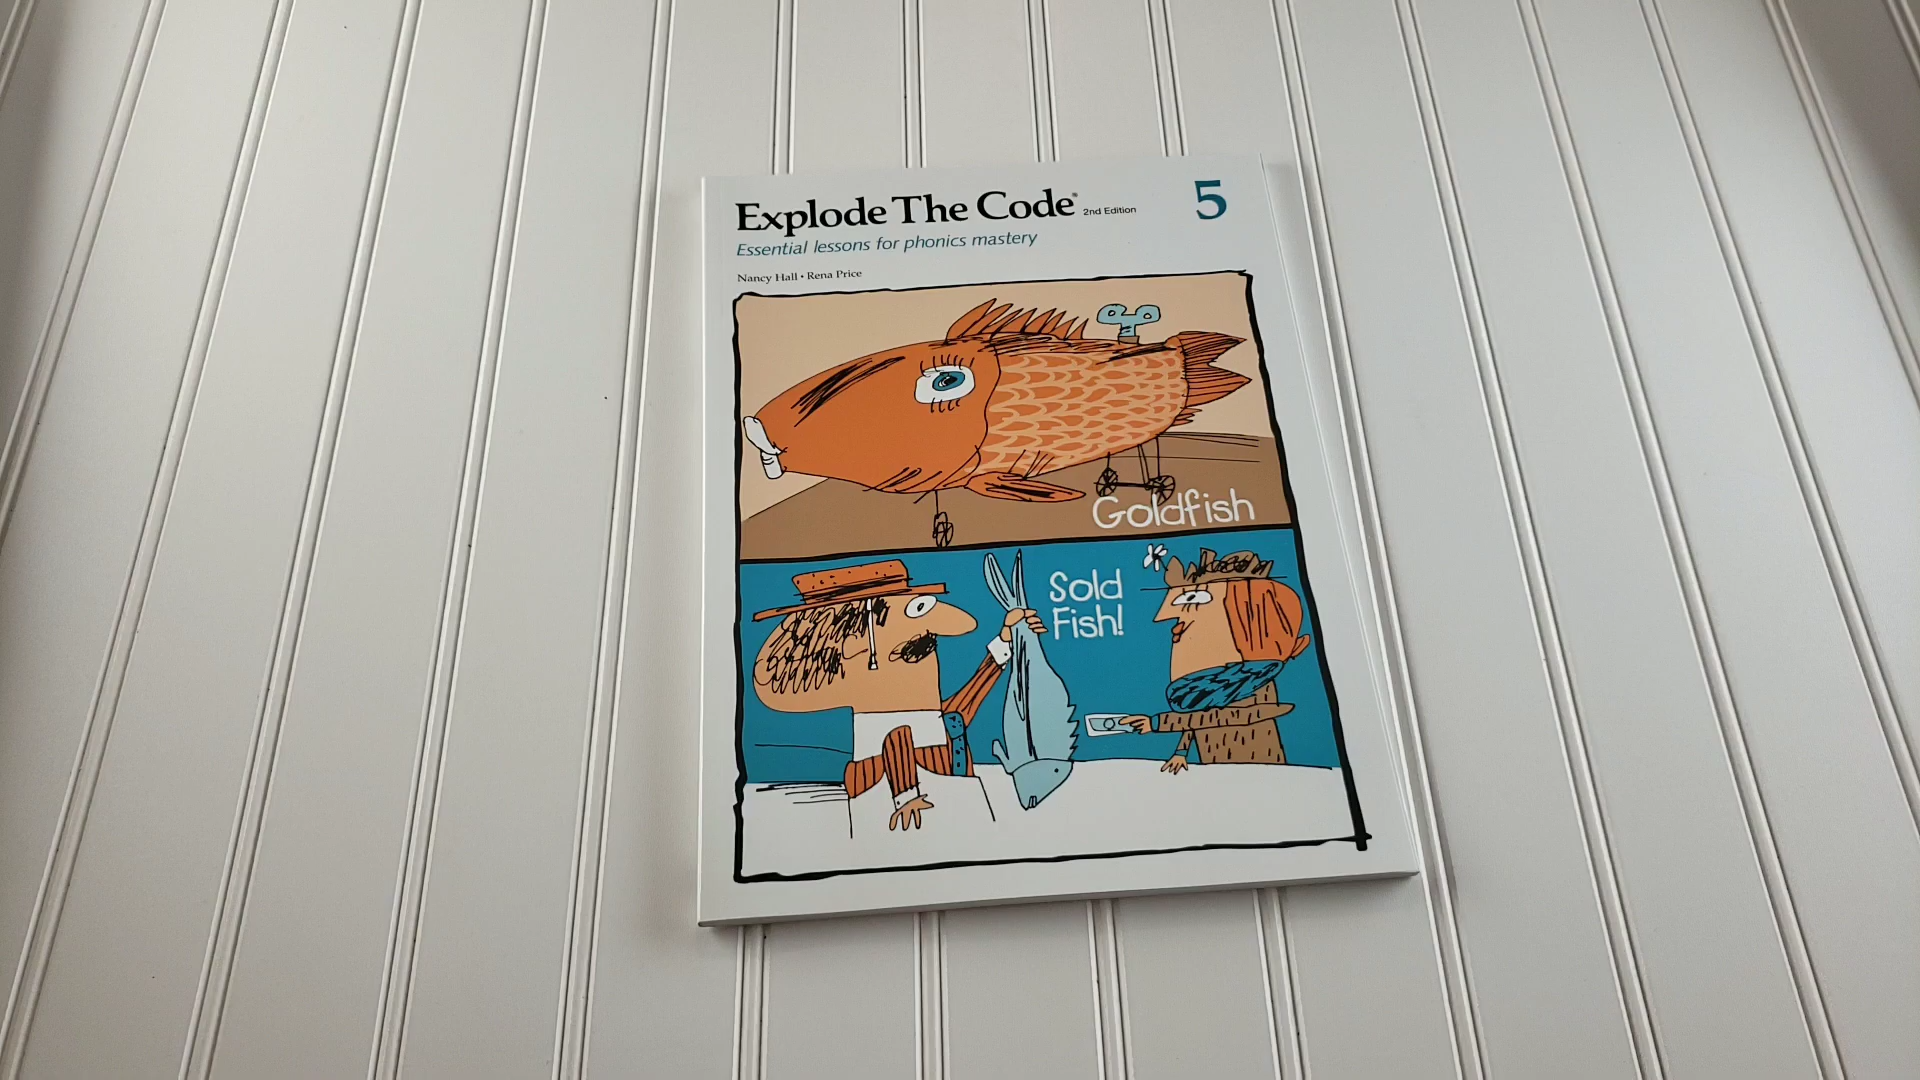 Explode The Code® 2nd Edition 5
Essential lessons for phonics mastery
Nancy Hall • Rena Price
Goldfish
Sold
Fish!